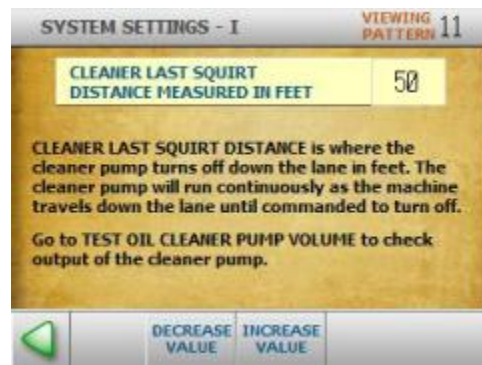 SYSTEM SETTINGS - I
VIEWING
PATTERN 11
CLEANER LAST SQUIRT
DISTANCE MEASURED IN FEET
50
CLEANER LAST SQUIRT DISTANCE is where the
cleaner pump turns off down the lane in feet. The
cleaner pump will run continuously as the machine
travels down the lane until commanded to turn off.
Go to TEST OIL CLEANER PUMP VOLUME to check
output of the cleaner pump.
DECREASE
VALUE
INCREASE
VALUE